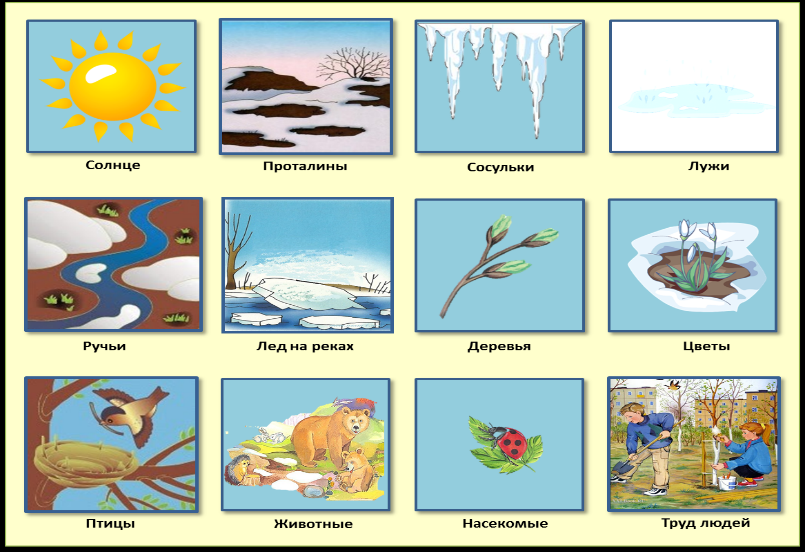 Солнце
Проталины
Сосульки
Лужи
Ручьи
Лед на реках
Деревья
Цветы
Птицы
Животные
Насекомые
Труд людей